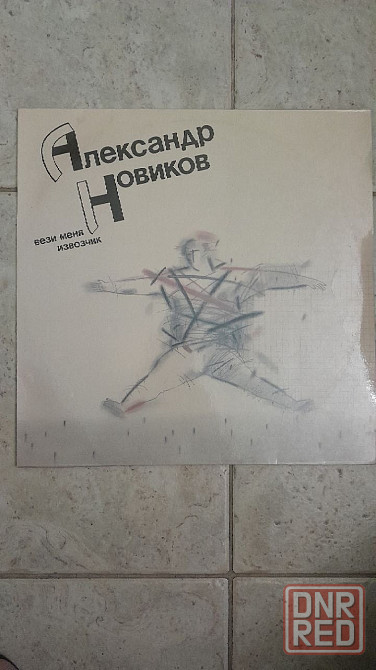 Александр
Новиков
вези меня
извозчик
DNR
RED